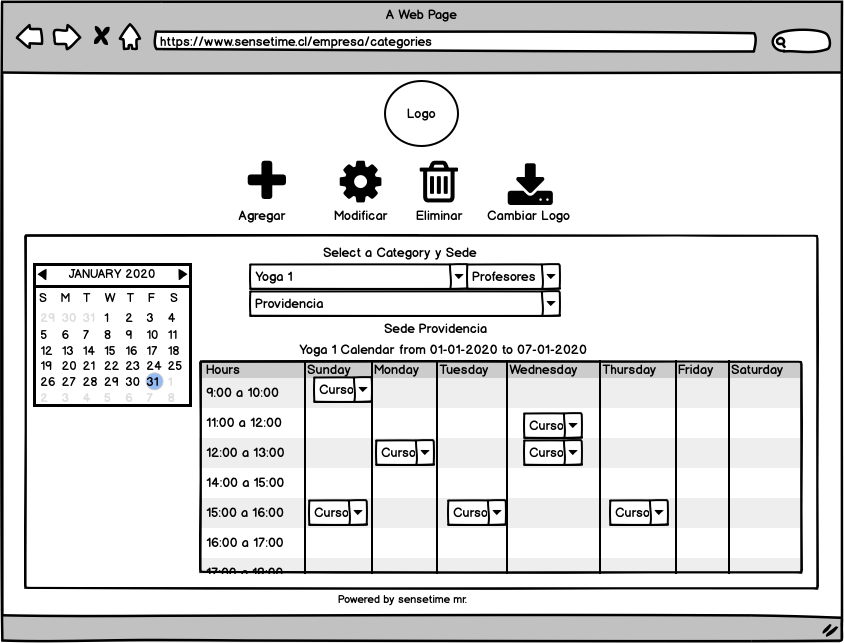 A Web Page
https://www.sensetime.cl/empresa/categories
Logo
Agregar Modificar Eliminar Cambiar Logo
Select a Category y Sede
JANUARY 2020
S M T W T F S
29 30 31 1 2 3 4
5 6 7 8 9 10 11
12 13 14 15 16 17 18
19 20 21 22 23 24 25
26 27 28 29 30 31 1
2 3 4 5 6 7 8
Yoga 1 Profesores
Providencia
Sede Providencia
Yoga 1 Calendar from 01-01-2020 to 07-01-2020
Hours Sunday Monday Tuesday Wednesday Thursday Friday Saturday
9:00 a 10:00 Curso
11:00 a 12:00 Curso
12:00 a 13:00 Curso Curso
14:00 a 15:00
15:00 a 16:00 Curso Curso Curso
16:00 a 17:00
17:00 a 18:00
Powered by sensetime mr.